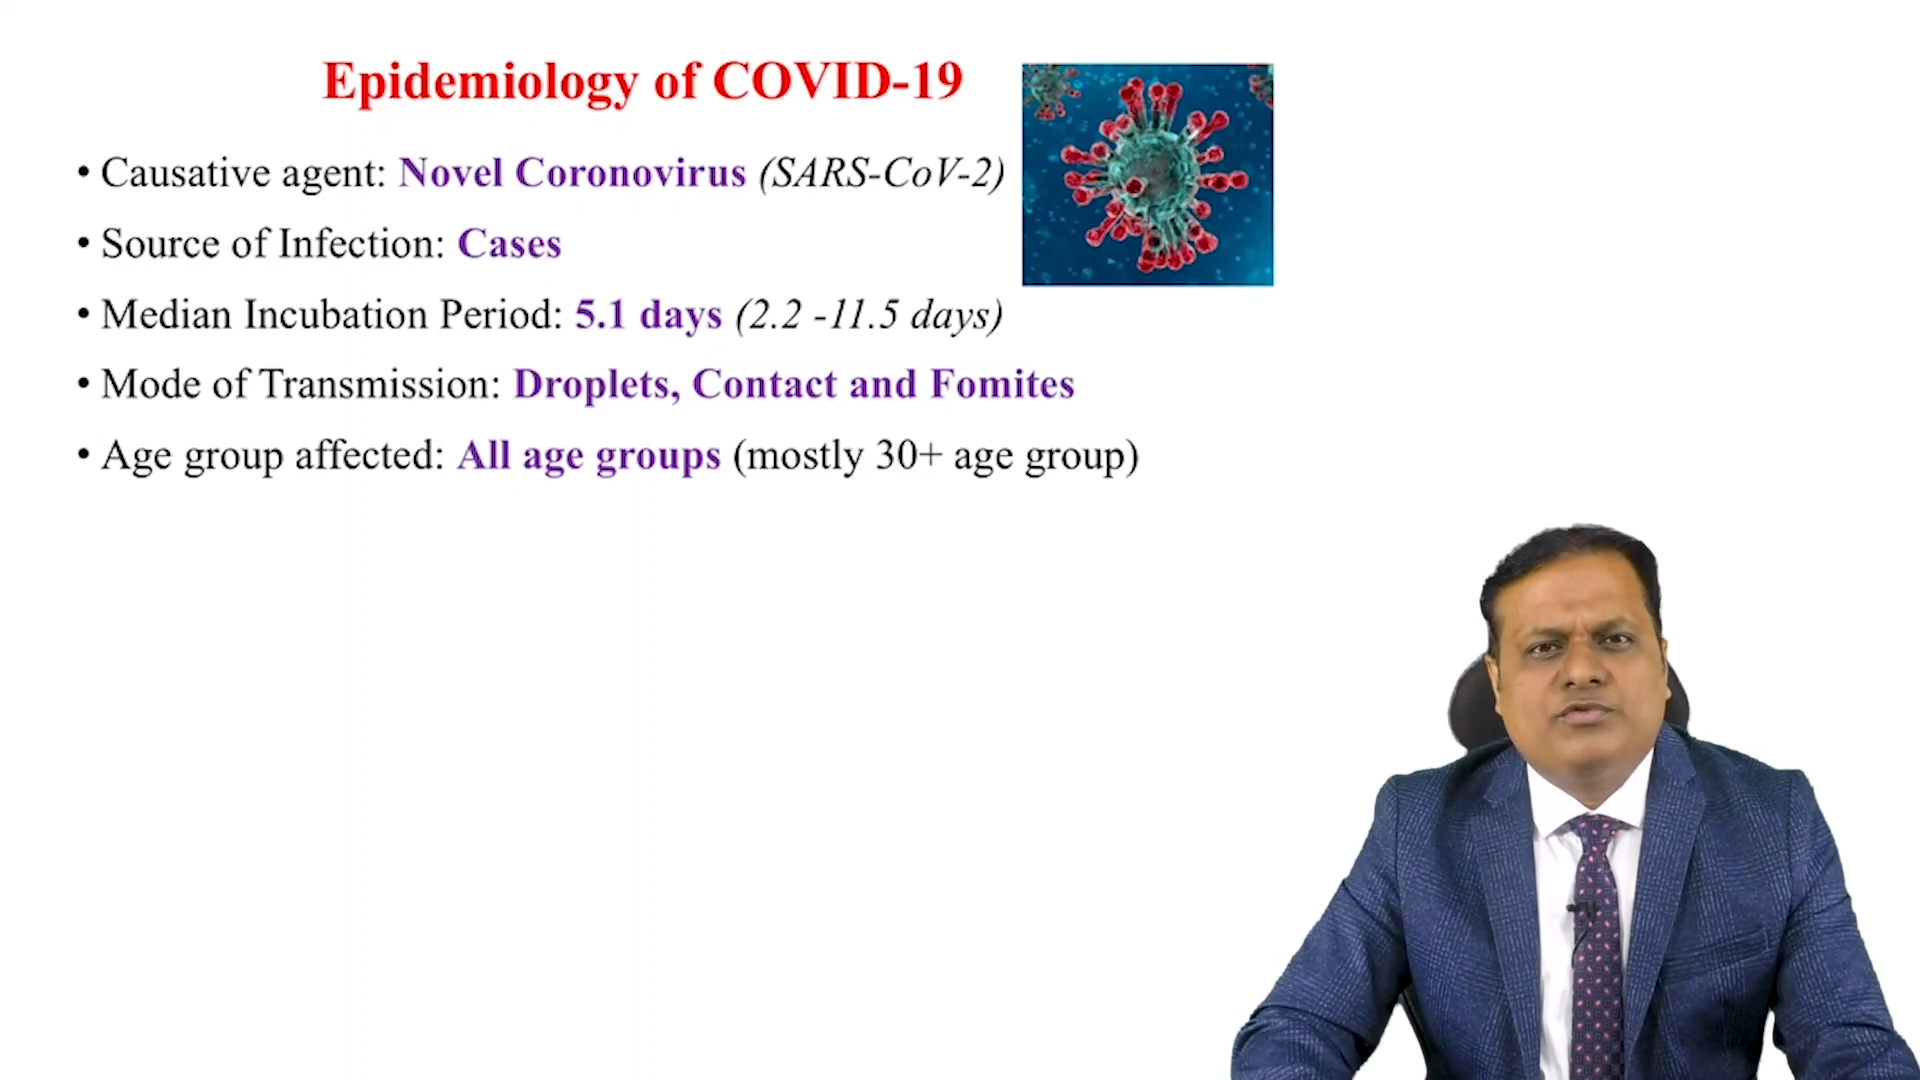 Epidemiology of COVID-19
• Causative agent: Novel Coronovirus (SARS-CoV-2)
• Source of Infection: Cases
• Median Incubation Period: 5.1 days (2.2 -11.5 days)
• Mode of Transmission: Droplets, Contact and Fomites
• Age group affected: All age groups (mostly 30+ age group)